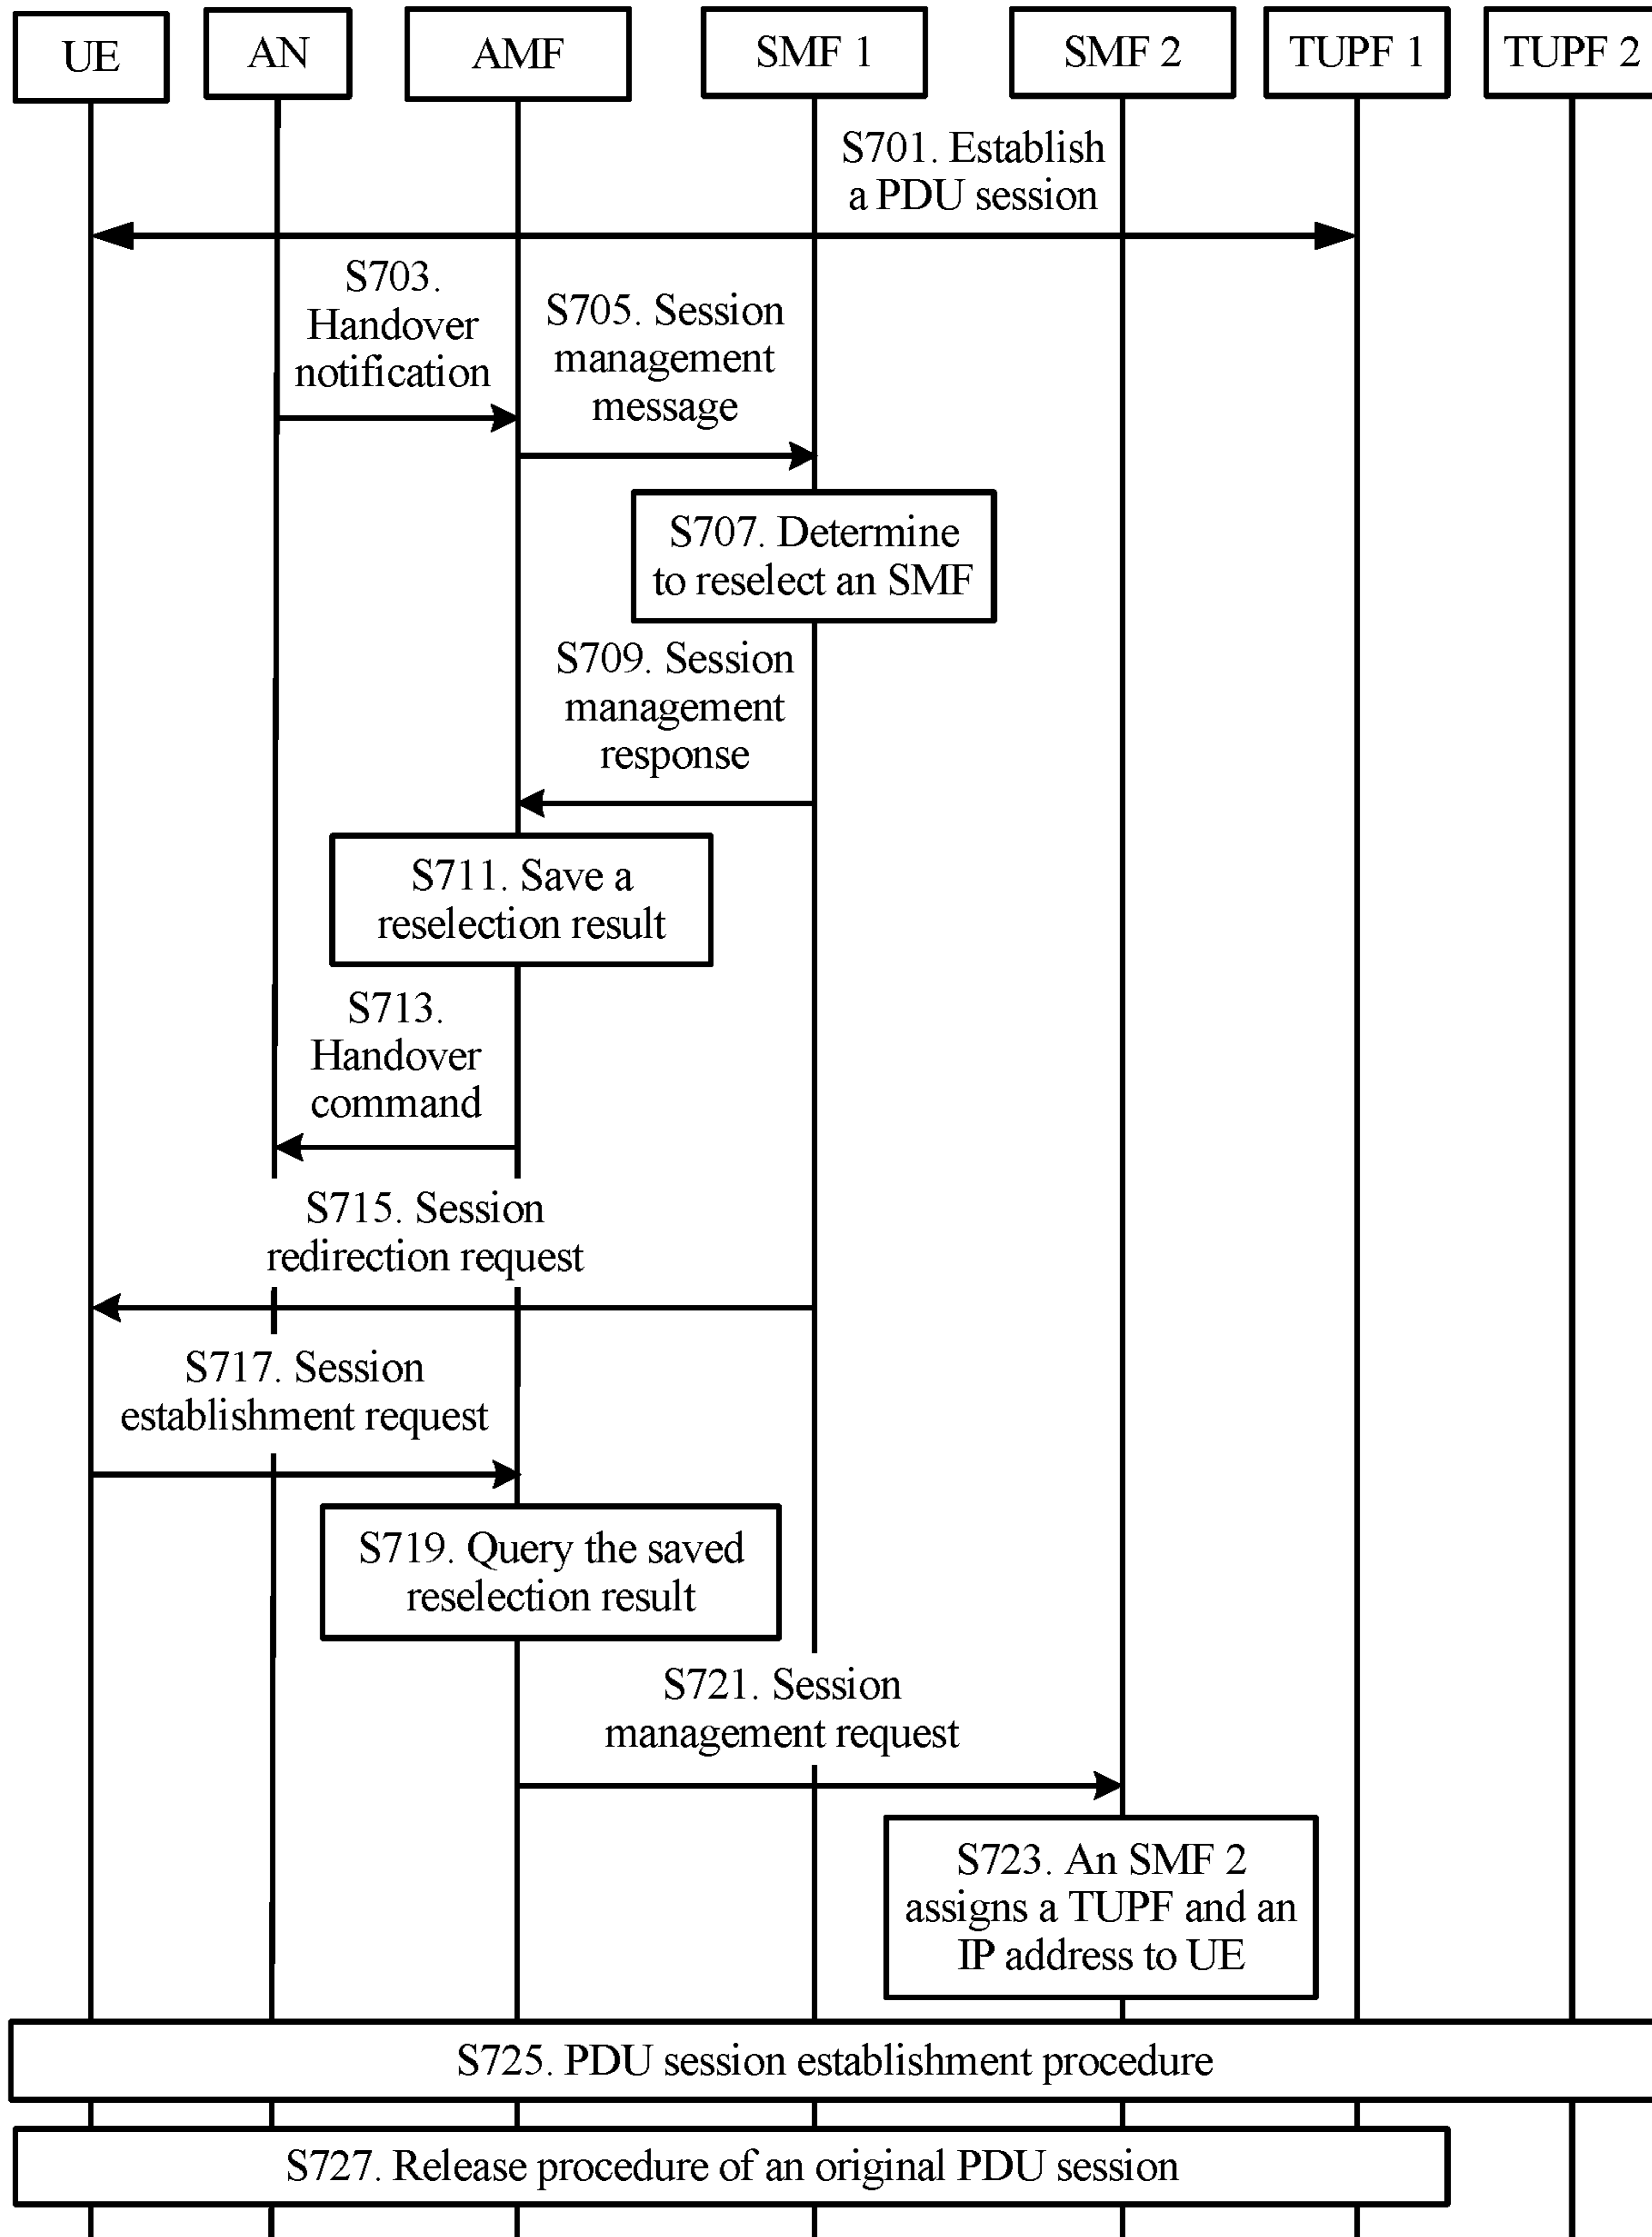 UE
AN
AMF
SMF 1
SMF 2
TUPF 1
TUPF 2
S701. Establish
a PDU session
S703.
Handover
notification
S705. Session
management
message
S707. Determine
to reselect an SMF
S709. Session
management
response
S711. Save a
reselection result
S713.
Handover
command
S715. Session
redirection request
S717. Session
establishment request
S719. Query the saved
reselection result
S721. Session
management request
S723. An SMF 2
assigns a TUPF and an
IP address to UE
S725. PDU session establishment procedure
S727. Release procedure of an original PDU session